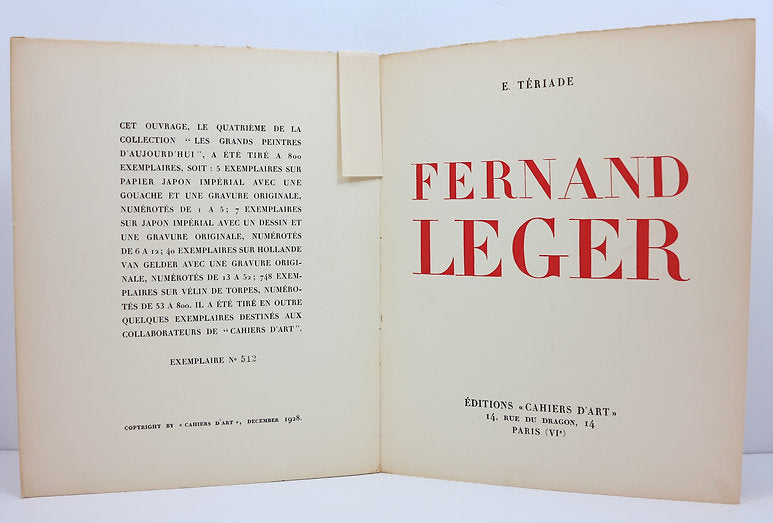 CET OUVRAGE, LE QUATRIÈME DE LA
COLLECTION “LES GRANDS PEINTRES
D'AUJOURD'HUI”, A ÉTÉ TIRÉ A 800
EXEMPLAIRES, SOIT : 5 EXEMPLAIRES SUR
PAPIER JAPON IMPÉRIAL AVEC UNE
GOUACHE ET UNE GRAVURE ORIGINALE,
NUMÉROTÉS DE 1 A 5; 7 EXEMPLAIRES
SUR JAPON IMPÉRIAL AVEC UN DESSIN ET
UNE GRAVURE ORIGINALE, NUMÉROTÉS
DE 6 A 12; 40 EXEMPLAIRES SUR HOLLANDE
VAN GELDER AVEC UNE GRAVURE ORIGI-
NALE, NUMÉROTÉS DE 13 A 52; 748 EXEM-
PLAIRES SUR VÉLIN DE TORPES, NUMÉRO-
TÉS DE 53 A 800. IL A ÉTÉ TIRÉ EN OUTRE
QUELQUES EXEMPLAIRES DESTINÉS AUX
COLLABORATEURS DE “CAHIERS D'ART”.
EXEMPLAIRE Nº 512
COPYRIGHT BY «CAHIERS D'ART», DECEMBER 1928.
E. TÉRIADE
FERNAND
LEGER
ÉDITIONS «CAHIERS D'ART»
14, RUE DU DRAGON, 14
PARIS (VIᵉ)